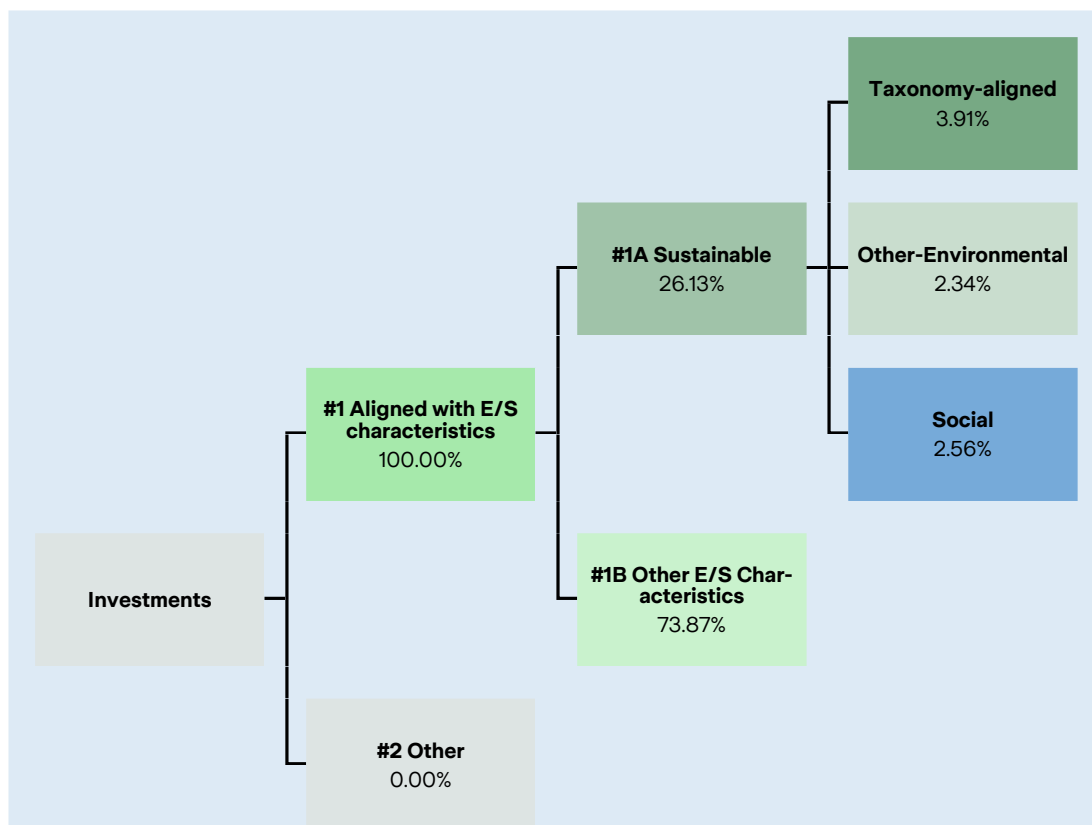 Taxonomy-aligned
3.91%
#1A Sustainable
26.13%
Other-Environmental
2.34%
#1 Aligned with E/S
characteristics
100.00%
Social
2.56%
Investments
#1B Other E/S Char-
acteristics
73.87%
#2 Other
0.00%